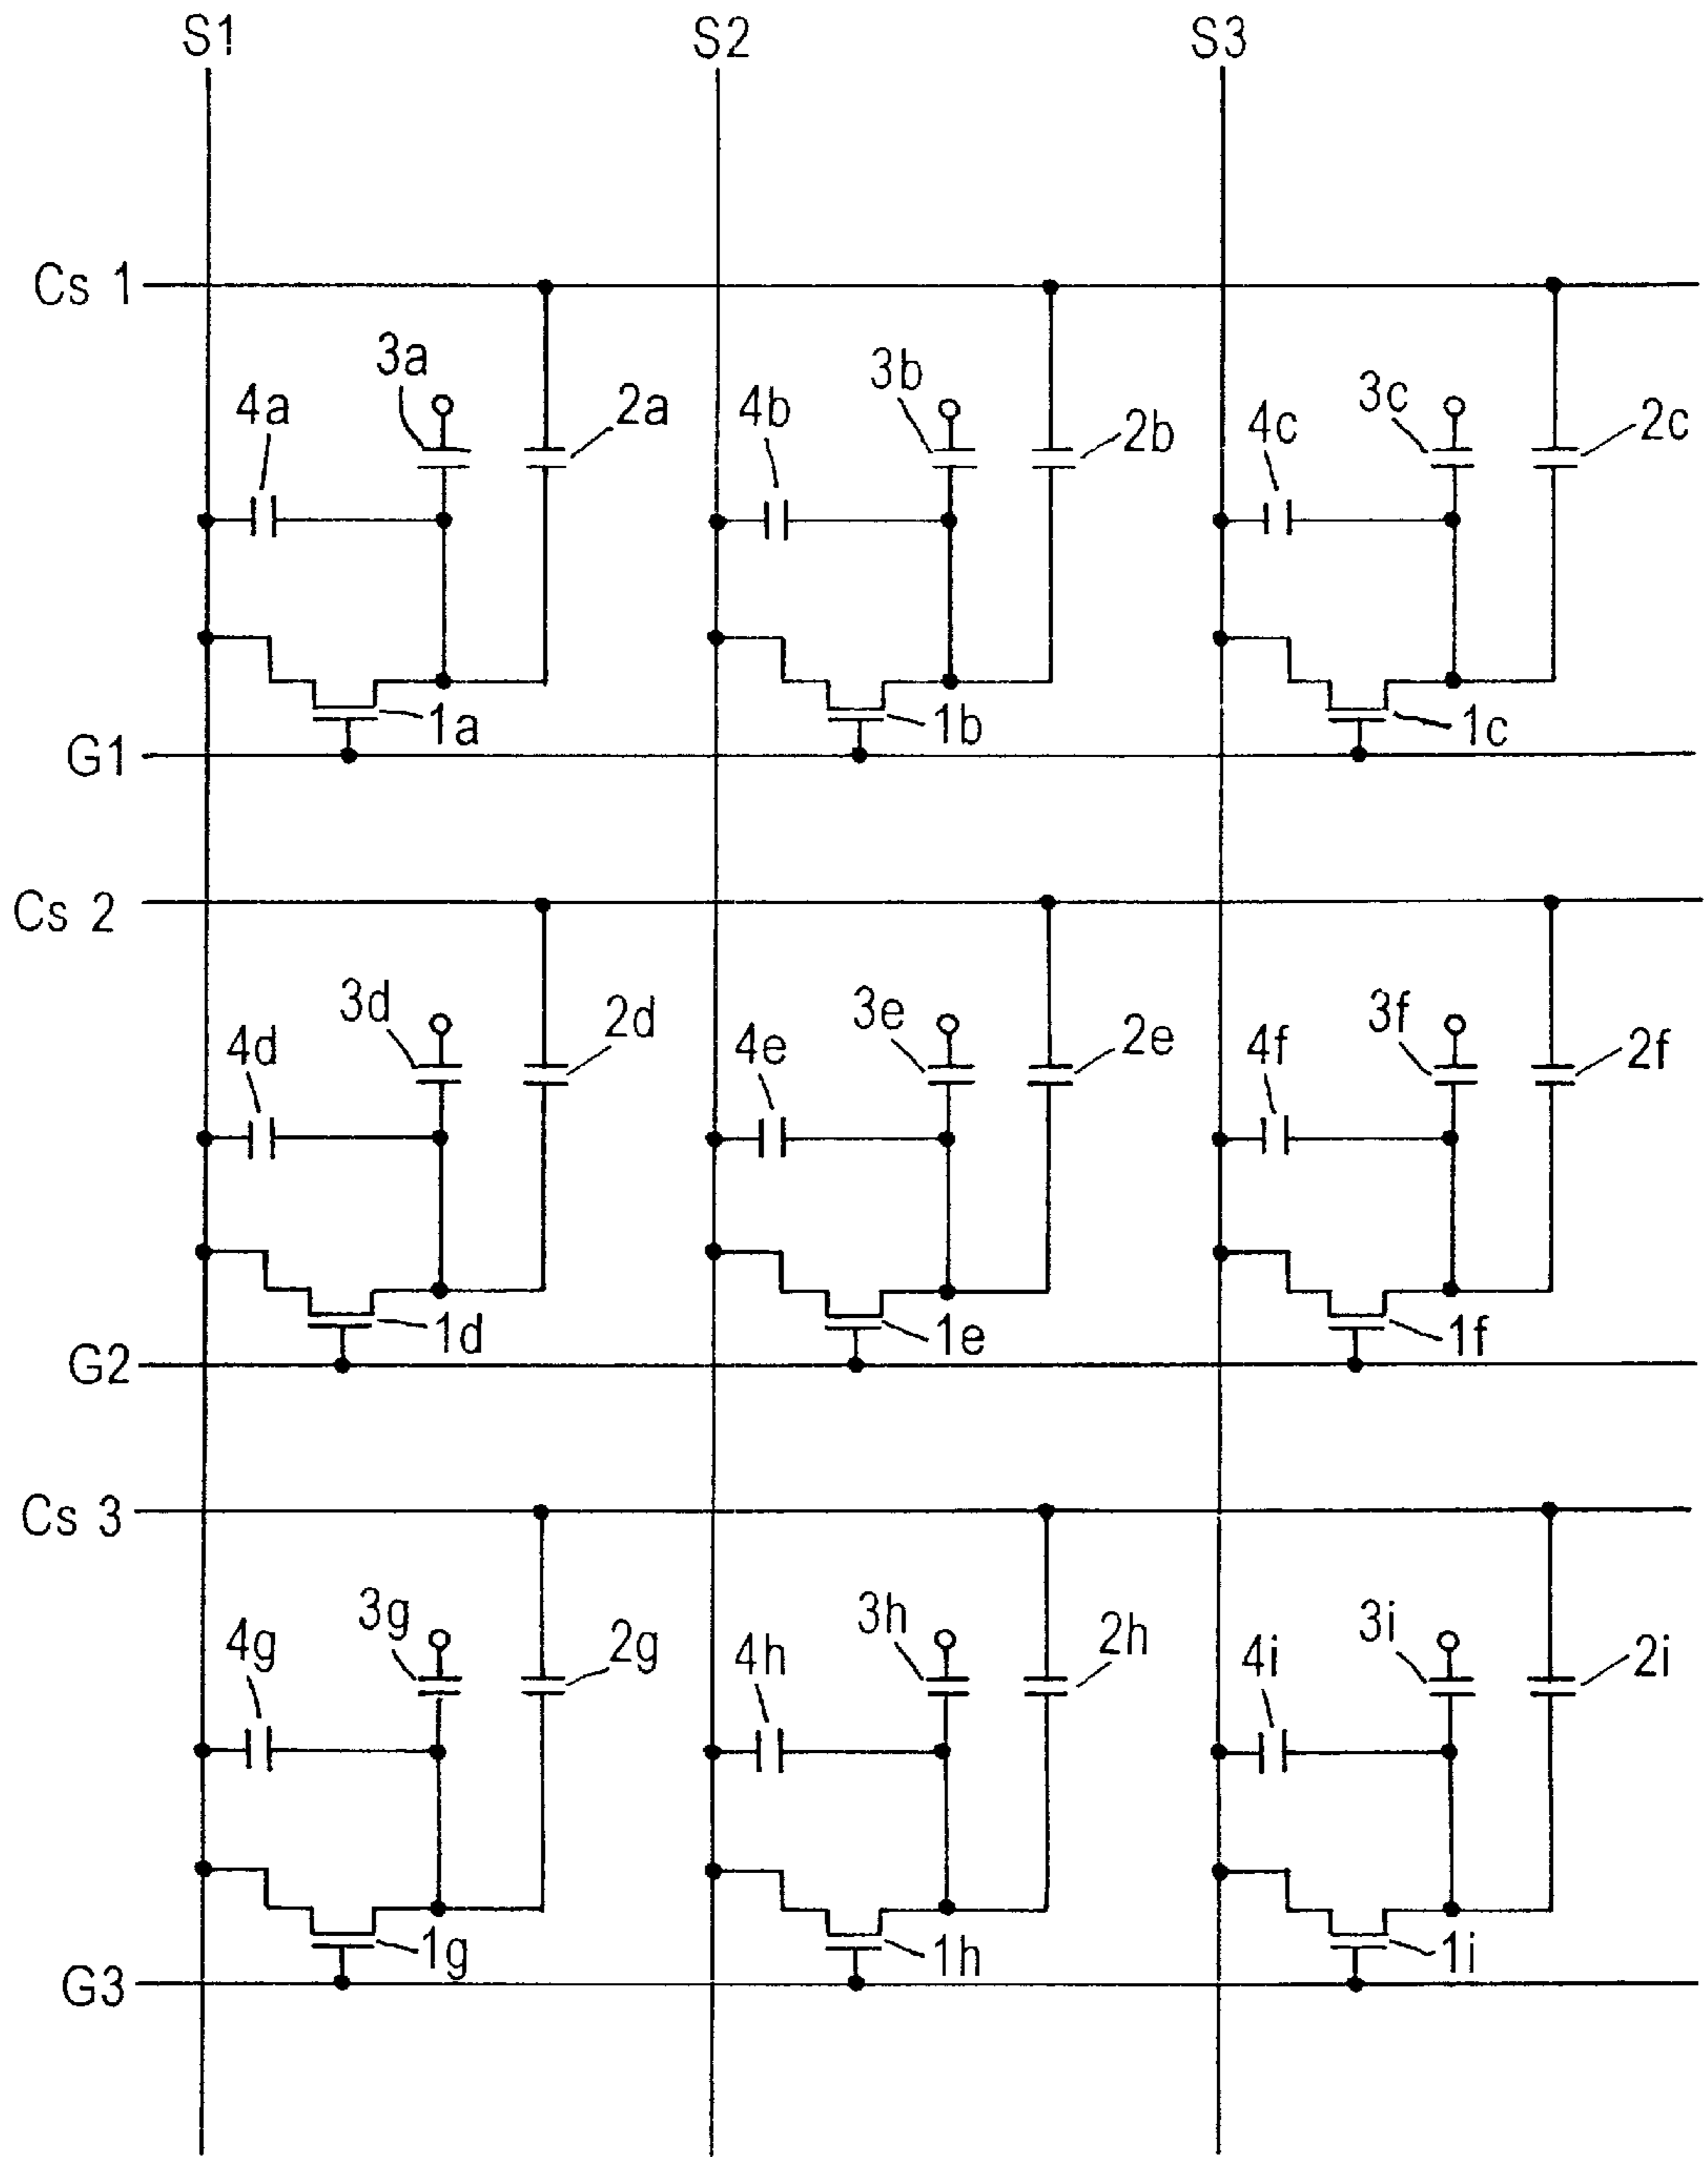 S1 S2 S3
Cs 1
3a 3b 3c
4a 2a 4b 2b 4c 2c
1a 1b 1c
G1
Cs 2
3d 3e 3f
4d 2d 4e 2e 4f 2f
1d 1e 1f
G2
Cs 3
3g 3h 3i
4g 2g 4h 2h 4i 2i
1g 1h 1i
G3